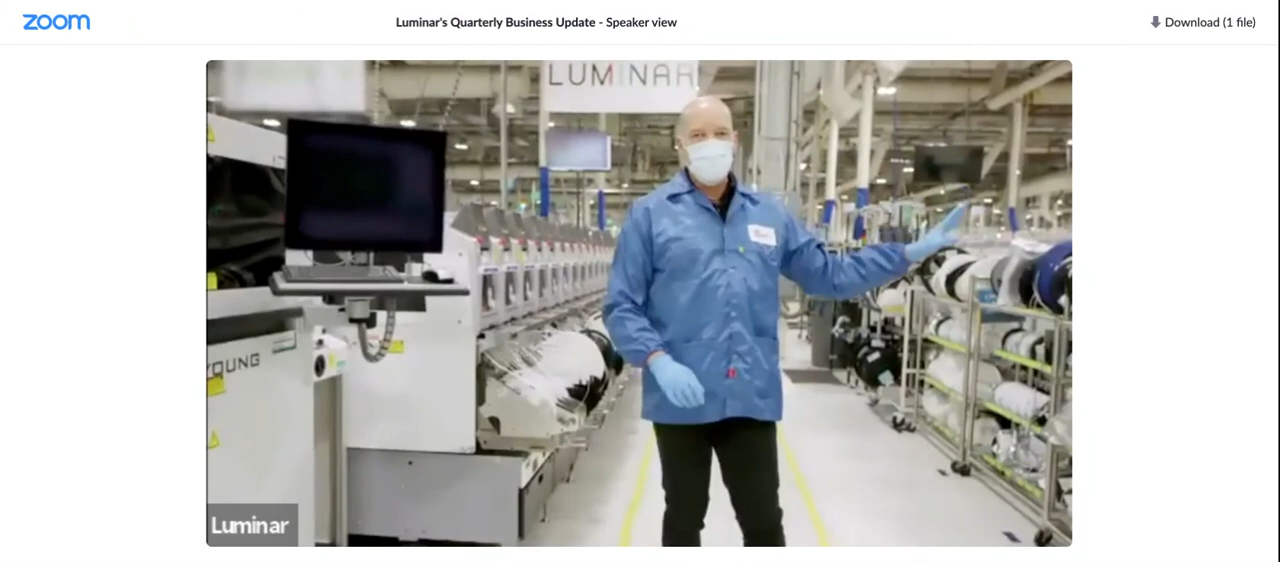 zoom
Luminar's Quarterly Business Update - Speaker view
Download (1 file)
LUMINAR
YOUNG
Luminar